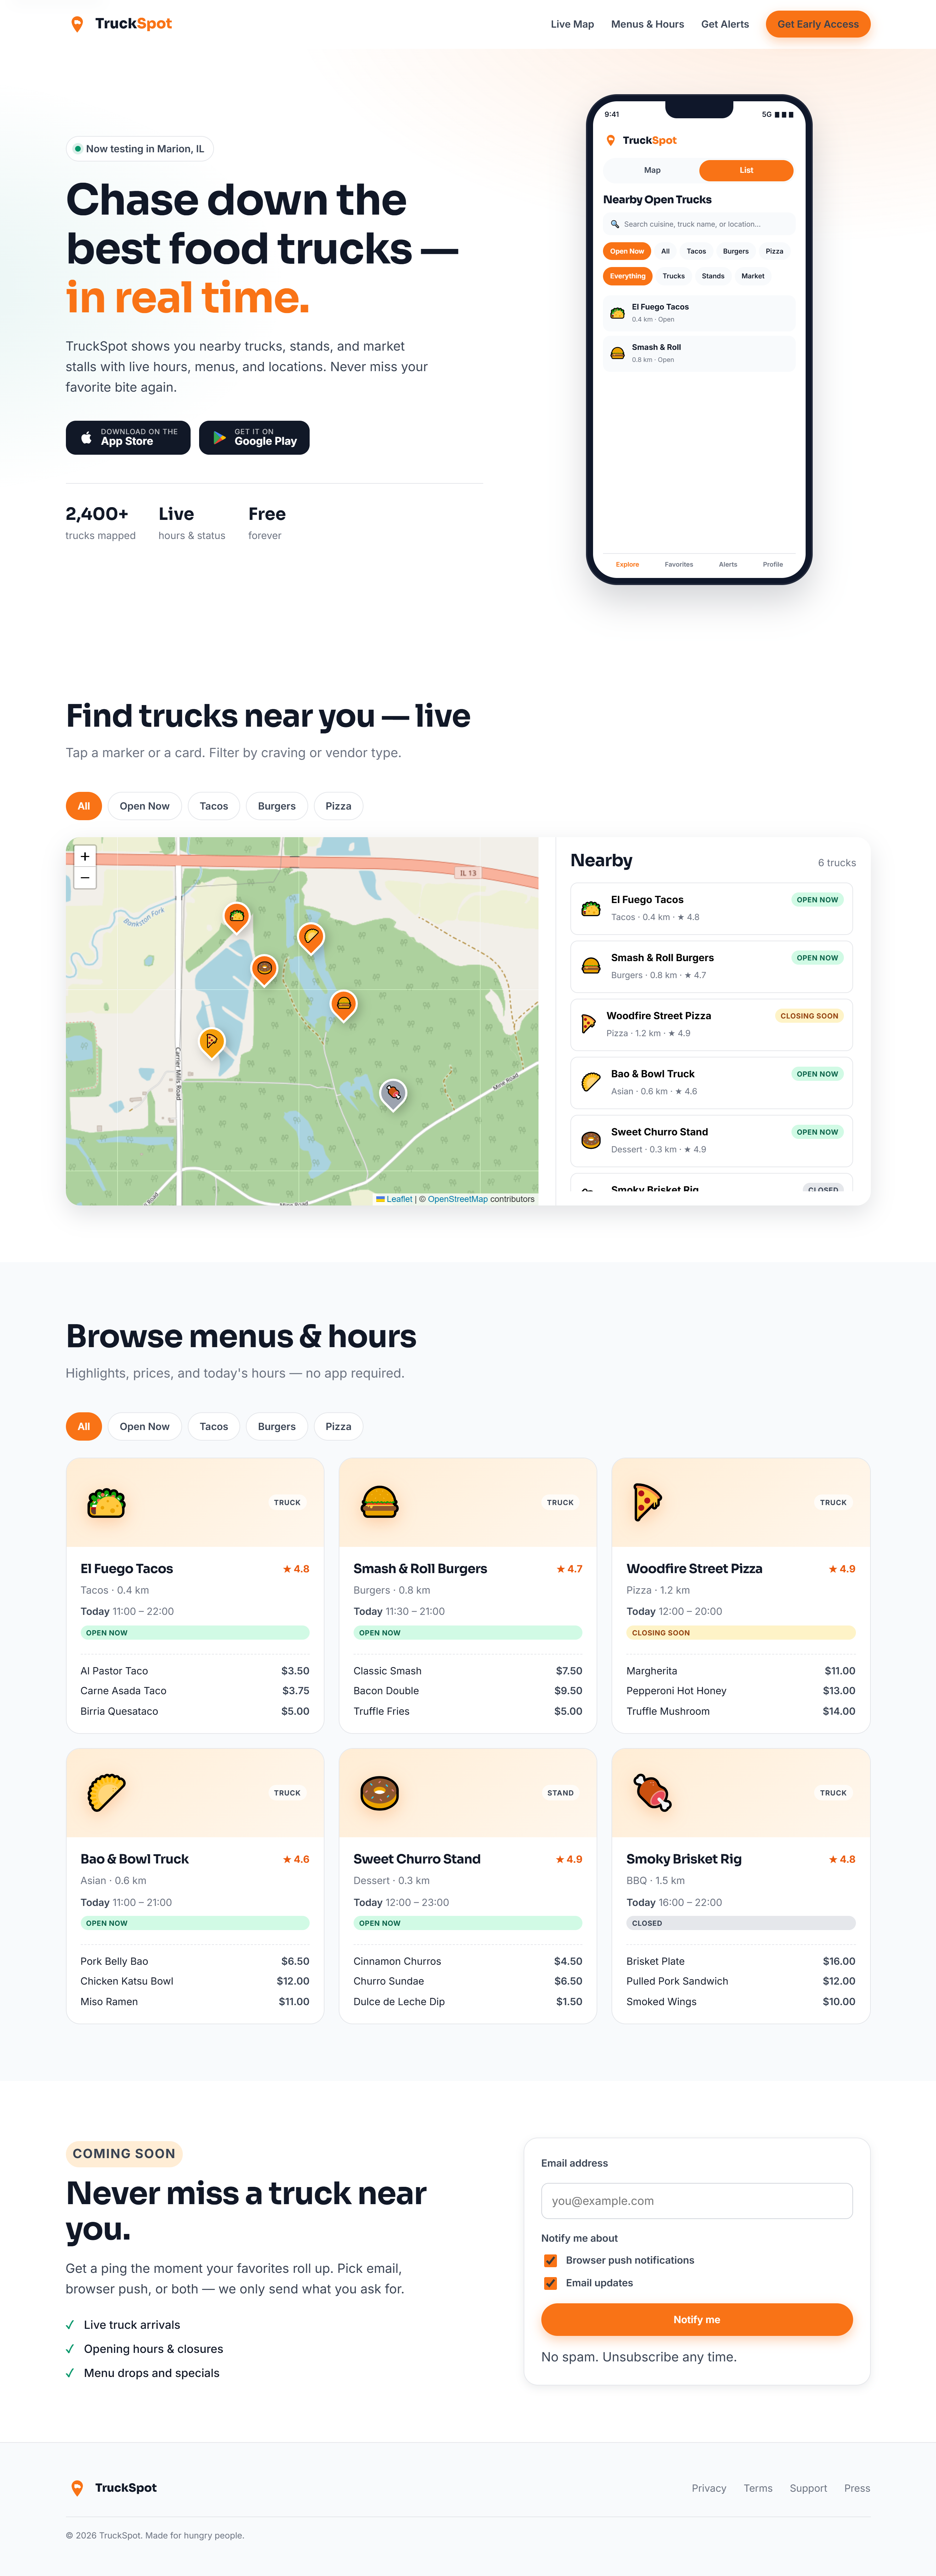 TruckSpot
Live Map Menus & Hours Get Alerts Get Early Access
Now testing in Marion, IL
Chase down the
best food trucks —
in real time.
TruckSpot shows you nearby trucks, stands, and market
stalls with live hours, menus, and locations. Never miss your
favorite bite again.
DOWNLOAD ON THE
App Store
GET IT ON
Google Play
2,400+
trucks mapped
Live
hours & status
Free
forever
9:41 5G
TruckSpot
Map List
Nearby Open Trucks
Search cuisine, truck name, or location...
Open Now All Tacos Burgers Pizza
Everything Trucks Stands Market
El Fuego Tacos
0.4 km · Open
Smash & Roll
0.8 km · Open
Explore Favorites Alerts Profile
Find trucks near you — live
Tap a marker or a card. Filter by craving or vendor type.
All Open Now Tacos Burgers Pizza
+
−
IL 13
Bankston Fork
Carrier Mills Road
Mine Road
Mine Road
Road
Leaflet | © OpenStreetMap contributors
Nearby 6 trucks
El Fuego Tacos OPEN NOW
Tacos · 0.4 km · ★ 4.8
Smash & Roll Burgers OPEN NOW
Burgers · 0.8 km · ★ 4.7
Woodfire Street Pizza CLOSING SOON
Pizza · 1.2 km · ★ 4.9
Bao & Bowl Truck OPEN NOW
Asian · 0.6 km · ★ 4.6
Sweet Churro Stand OPEN NOW
Dessert · 0.3 km · ★ 4.9
Smoky Brisket Rig CLOSED
Browse menus & hours
Highlights, prices, and today's hours — no app required.
All Open Now Tacos Burgers Pizza
TRUCK
El Fuego Tacos ★ 4.8
Tacos · 0.4 km
Today 11:00 – 22:00
OPEN NOW
Al Pastor Taco $3.50
Carne Asada Taco $3.75
Birria Quesataco $5.00
TRUCK
Smash & Roll Burgers ★ 4.7
Burgers · 0.8 km
Today 11:30 – 21:00
OPEN NOW
Classic Smash $7.50
Bacon Double $9.50
Truffle Fries $5.00
TRUCK
Woodfire Street Pizza ★ 4.9
Pizza · 1.2 km
Today 12:00 – 20:00
CLOSING SOON
Margherita $11.00
Pepperoni Hot Honey $13.00
Truffle Mushroom $14.00
TRUCK
Bao & Bowl Truck ★ 4.6
Asian · 0.6 km
Today 11:00 – 21:00
OPEN NOW
Pork Belly Bao $6.50
Chicken Katsu Bowl $12.00
Miso Ramen $11.00
STAND
Sweet Churro Stand ★ 4.9
Dessert · 0.3 km
Today 12:00 – 23:00
OPEN NOW
Cinnamon Churros $4.50
Churro Sundae $6.50
Dulce de Leche Dip $1.50
TRUCK
Smoky Brisket Rig ★ 4.8
BBQ · 1.5 km
Today 16:00 – 22:00
CLOSED
Brisket Plate $16.00
Pulled Pork Sandwich $12.00
Smoked Wings $10.00
COMING SOON
Never miss a truck near
you.
Get a ping the moment your favorites roll up. Pick email,
browser push, or both — we only send what you ask for.
✓ Live truck arrivals
✓ Opening hours & closures
✓ Menu drops and specials
Email address
you@example.com
Notify me about
Browser push notifications
Email updates
Notify me
No spam. Unsubscribe any time.
TruckSpot
Privacy Terms Support Press
© 2026 TruckSpot. Made for hungry people.